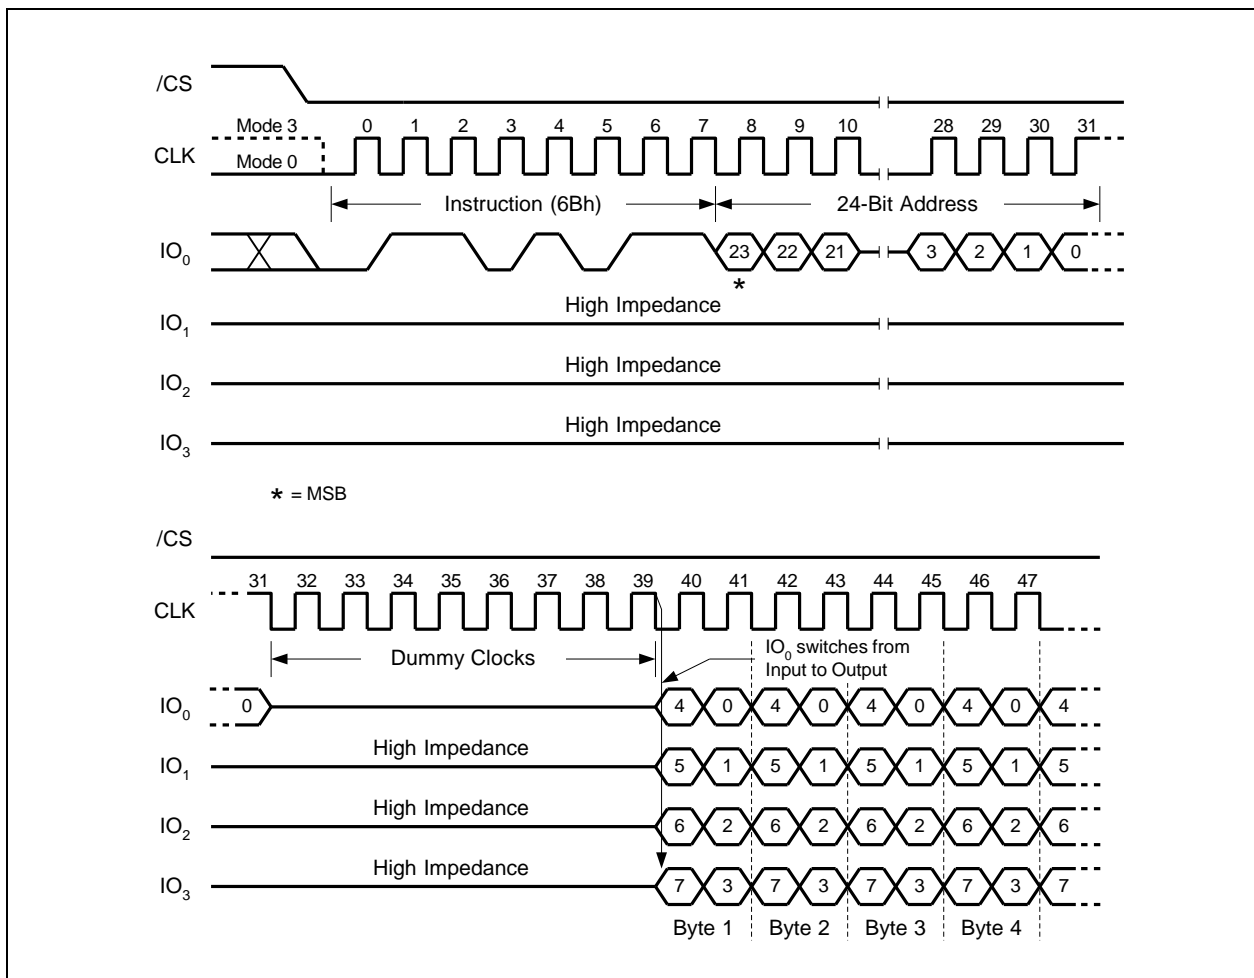 /CS
Mode 3 0 1 2 3 4 5 6 7 8 9 10 28 29 30 31
CLK Mode 0
Instruction (6Bh) 24-Bit Address
IO0 23 22 21 3 2 1 0
*
High Impedance
IO1
High Impedance
IO2
High Impedance
IO3
* = MSB
/CS
31 32 33 34 35 36 37 38 39 40 41 42 43 44 45 46 47
CLK
Dummy Clocks IO0 switches from
Input to Output
IO0 0 4 0 4 0 4 0 4 0 4
High Impedance
IO1 5 1 5 1 5 1 5 1 5
High Impedance
IO2 6 2 6 2 6 2 6 2 6
High Impedance
IO3 7 3 7 3 7 3 7 3 7
Byte 1 Byte 2 Byte 3 Byte 4